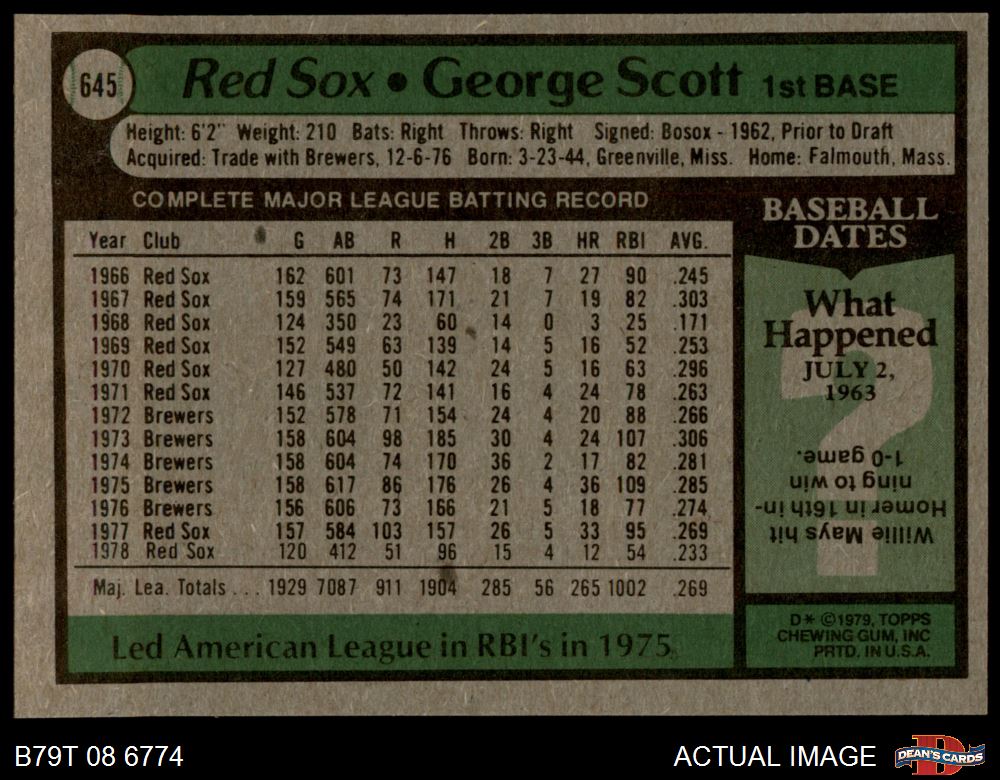 645
Red Sox • George Scott 1st BASE
Height: 6'2" Weight: 210 Bats: Right Throws: Right Signed: Bosox - 1962, Prior to Draft
Acquired: Trade with Brewers, 12-6-76 Born: 3-23-44, Greenville, Miss. Home: Falmouth, Mass.
COMPLETE MAJOR LEAGUE BATTING RECORD
Year Club G AB R H 2B 3B HR RBI AVG.
1966 Red Sox 162 601 73 147 18 7 27 90 .245
1967 Red Sox 159 565 74 171 21 7 19 82 .303
1968 Red Sox 124 350 23 60 14 0 3 25 .171
1969 Red Sox 152 549 63 139 14 5 16 52 .253
1970 Red Sox 127 480 50 142 24 5 16 63 .296
1971 Red Sox 146 537 72 141 16 4 24 78 .263
1972 Brewers 152 578 71 154 24 4 20 88 .266
1973 Brewers 158 604 98 185 30 4 24 107 .306
1974 Brewers 158 604 74 170 36 2 17 82 .281
1975 Brewers 158 617 86 176 26 4 36 109 .285
1976 Brewers 156 606 73 166 21 5 18 77 .274
1977 Red Sox 157 584 103 157 26 5 33 95 .269
1978 Red Sox 120 412 51 96 15 4 12 54 .233
Maj. Lea. Totals ... 1929 7087 911 1904 285 56 265 1002 .269
Led American League in RBI's in 1975.
BASEBALL
DATES
What
Happened
JULY 2,
1963
Willie Mays hit
Homer in 16th in-
ning to win
1-0 game.
D* ©1979, TOPPS
CHEWING GUM, INC
PRTD. IN U.S.A.
B79T 08 6774
ACTUAL IMAGE
D
DEAN'S CARDS